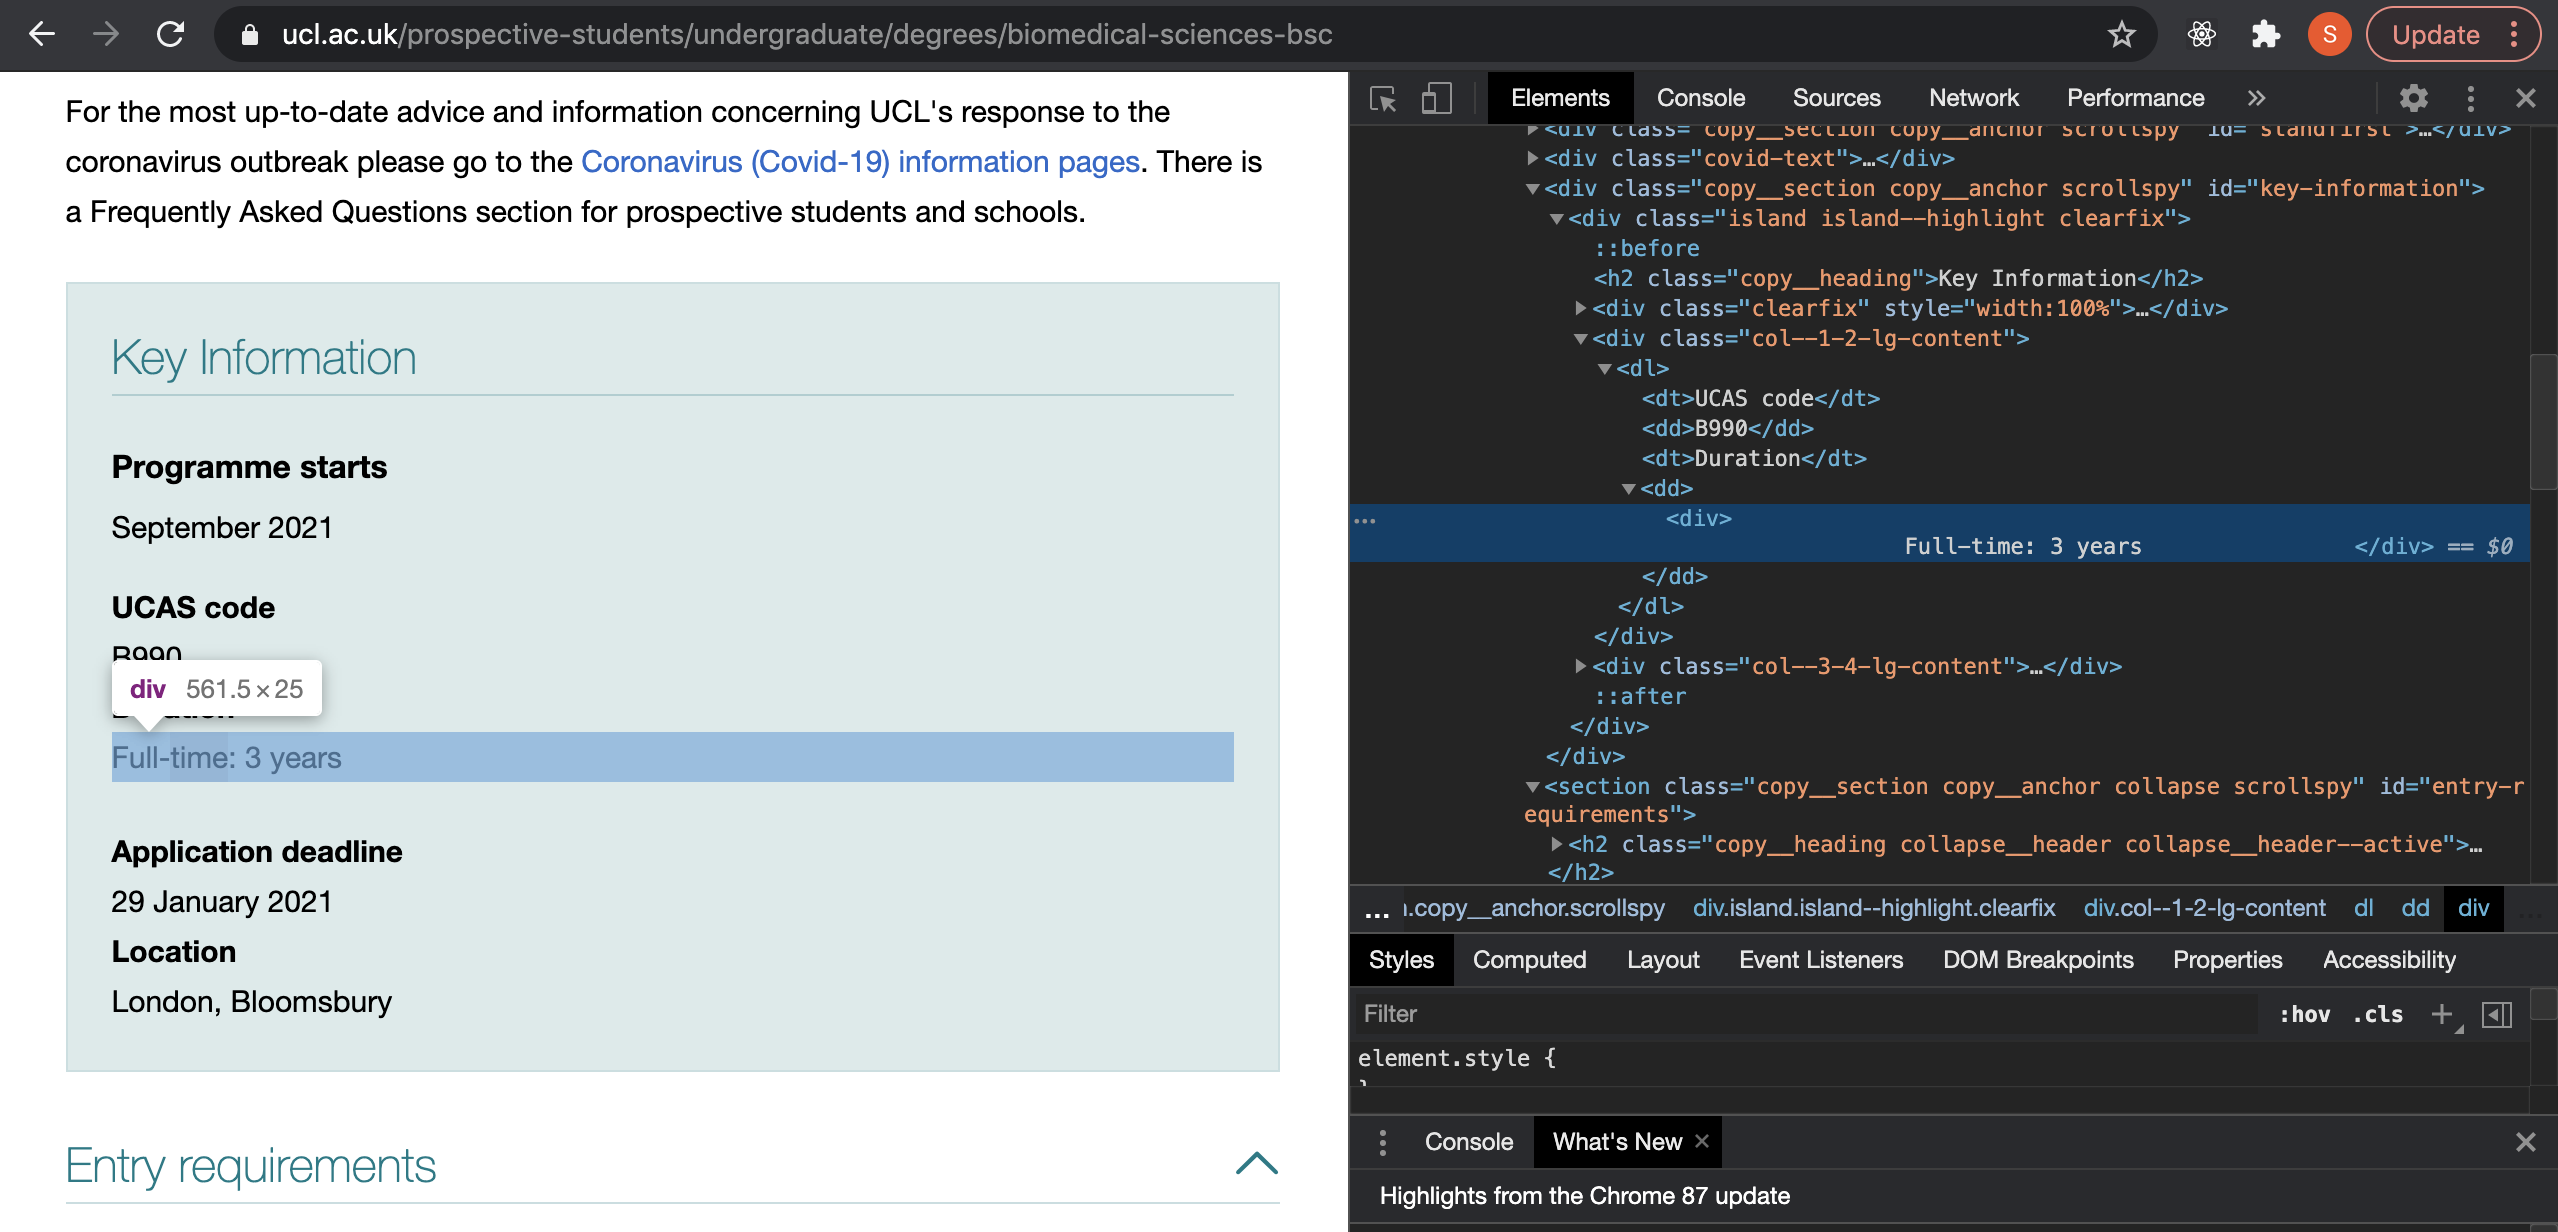 ucl.ac.uk/prospective-students/undergraduate/degrees/biomedical-sciences-bsc
S
Update
For the most up-to-date advice and information concerning UCL's response to the
coronavirus outbreak please go to the Coronavirus (Covid-19) information pages. There is
a Frequently Asked Questions section for prospective students and schools.
Key Information
Programme starts
September 2021
UCAS code
B990
div 561.5×25
Full-time: 3 years
Application deadline
29 January 2021
Location
London, Bloomsbury
Entry requirements
Elements Console Sources Network Performance »
<div class="copy__section copy__anchor scrollspy" id="standfirst">…</div>
<div class="covid-text">…</div>
<div class="copy__section copy__anchor scrollspy" id="key-information">
<div class="island island--highlight clearfix">
::before
<h2 class="copy__heading">Key Information</h2>
<div class="clearfix" style="width:100%">…</div>
<div class="col--1-2-lg-content">
<dl>
<dt>UCAS code</dt>
<dd>B990</dd>
<dt>Duration</dt>
<dd>
<div>
Full-time: 3 years </div> == $0
</dd>
</dl>
</div>
<div class="col--3-4-lg-content">…</div>
::after
</div>
</div>
<section class="copy__section copy__anchor collapse scrollspy" id="entry-r
equirements">
<h2 class="copy__heading collapse__header collapse__header--active">…
</h2>
... .copy__anchor.scrollspy div.island.island--highlight.clearfix div.col--1-2-lg-content dl dd div ...
Styles Computed Layout Event Listeners DOM Breakpoints Properties Accessibility
Filter :hov .cls +
element.style {
}
Console What's New ×
Highlights from the Chrome 87 update